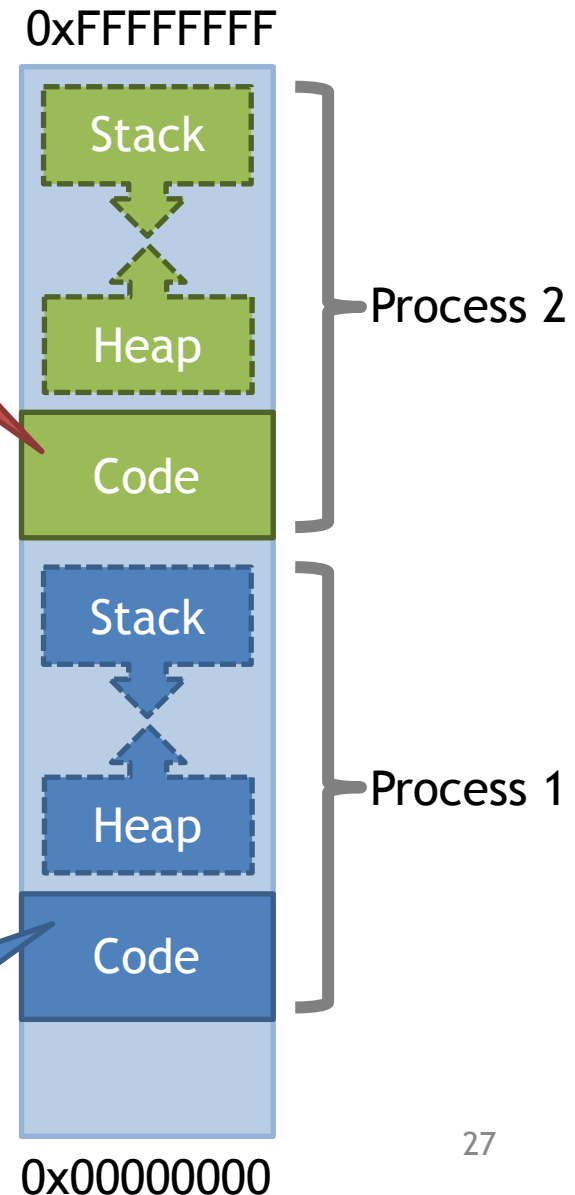 0xFFFFFFFF
Stack
Heap
Process 2
Code
Stack
Heap
Process 1
Code
27
0x00000000